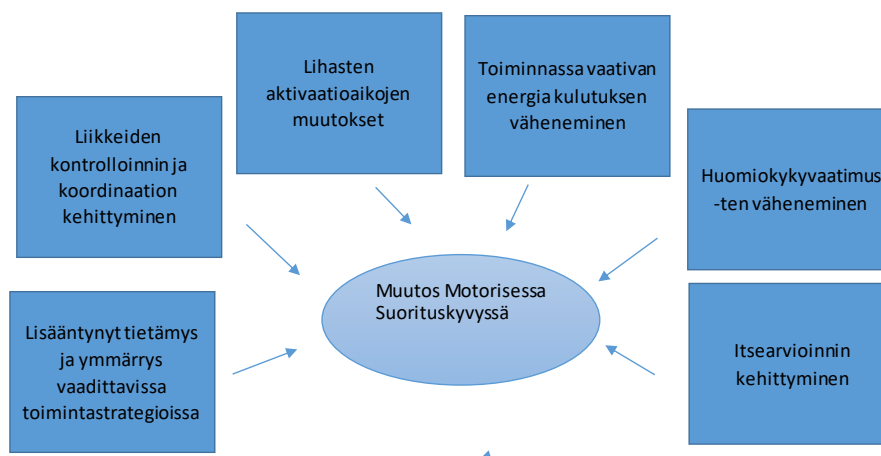 Lihasten
aktivaatioaikojen
muutokset
Toiminnassa vaativan
energia kulutuksen
väheneminen
Liikkeiden
kontrolloinnin ja
koordinaation
kehittyminen
Huomiokykyvaatimus
-ten väheneminen
Muutos Motorisessa
Suorituskyvyssä
Lisääntynyt tietämys
ja ymmärrys
vaadittavissa
toimintastrategioissa
Itsearvioinnin
kehittyminen